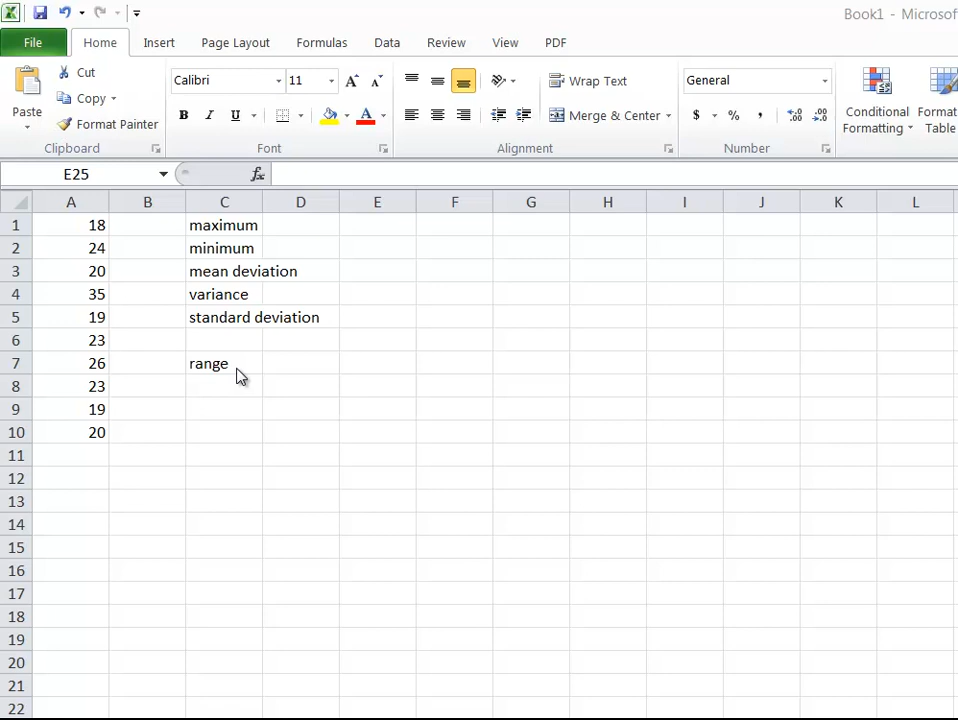 Book1 - Microsof
File Home Insert Page Layout Formulas Data Review View PDF
Paste
Cut
Copy
Format Painter
Clipboard
Calibri 11 A A
B I U A
Font
Wrap Text
Merge & Center
Alignment
General
$ % , .00 .0
Number
Conditional Formatting
Format
Table
E25 fx
A B C D E F G H I J K L
1 18 maximum
2 24 minimum
3 20 mean deviation
4 35 variance
5 19 standard deviation
6 23
7 26 range
8 23
9 19
10 20
11
12
13
14
15
16
17
18
19
20
21
22